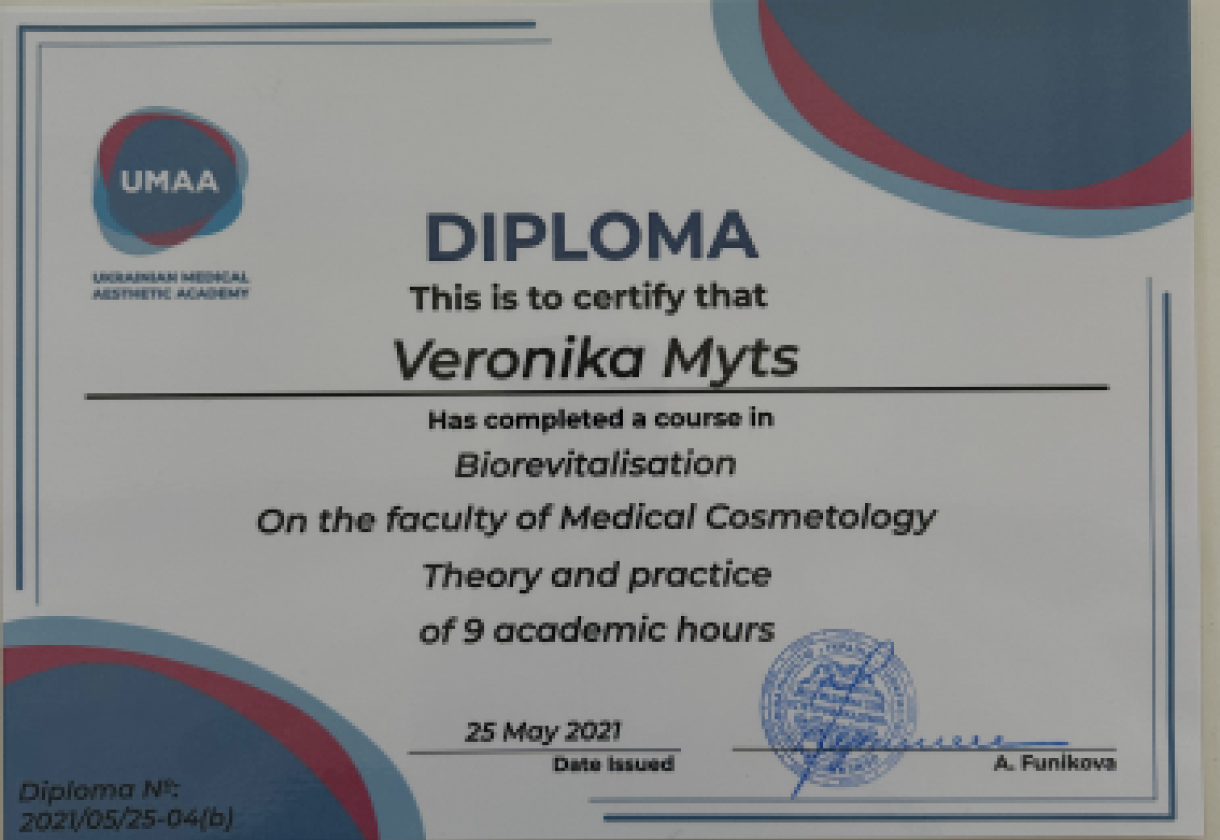 UMAA
UKRAINIAN MEDICAL
AESTHETIC ACADEMY
DIPLOMA
This is to certify that
Veronika Myts
Has completed a course in
Biorevitalisation
On the faculty of Medical Cosmetology
Theory and practice
of 9 academic hours
25 May 2021
Date Issued
A. Funikova
Diploma №:
2021/05/25-04(b)